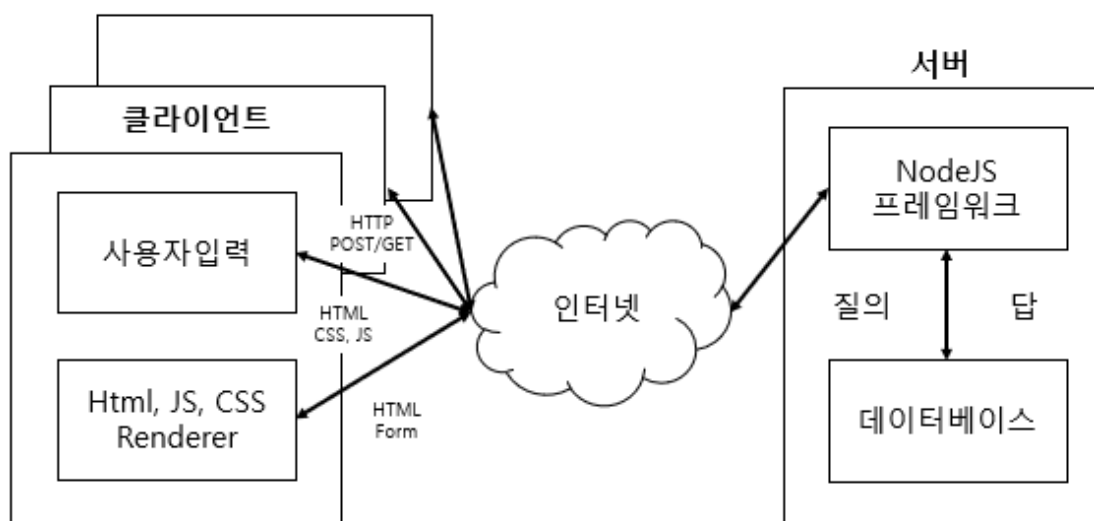 클라이언트
사용자입력
Html, JS, CSS
Renderer
HTTP
POST/GET
HTML
CSS, JS
HTML
Form
인터넷
서버
NodeJS
프레임워크
질의
답
데이터베이스